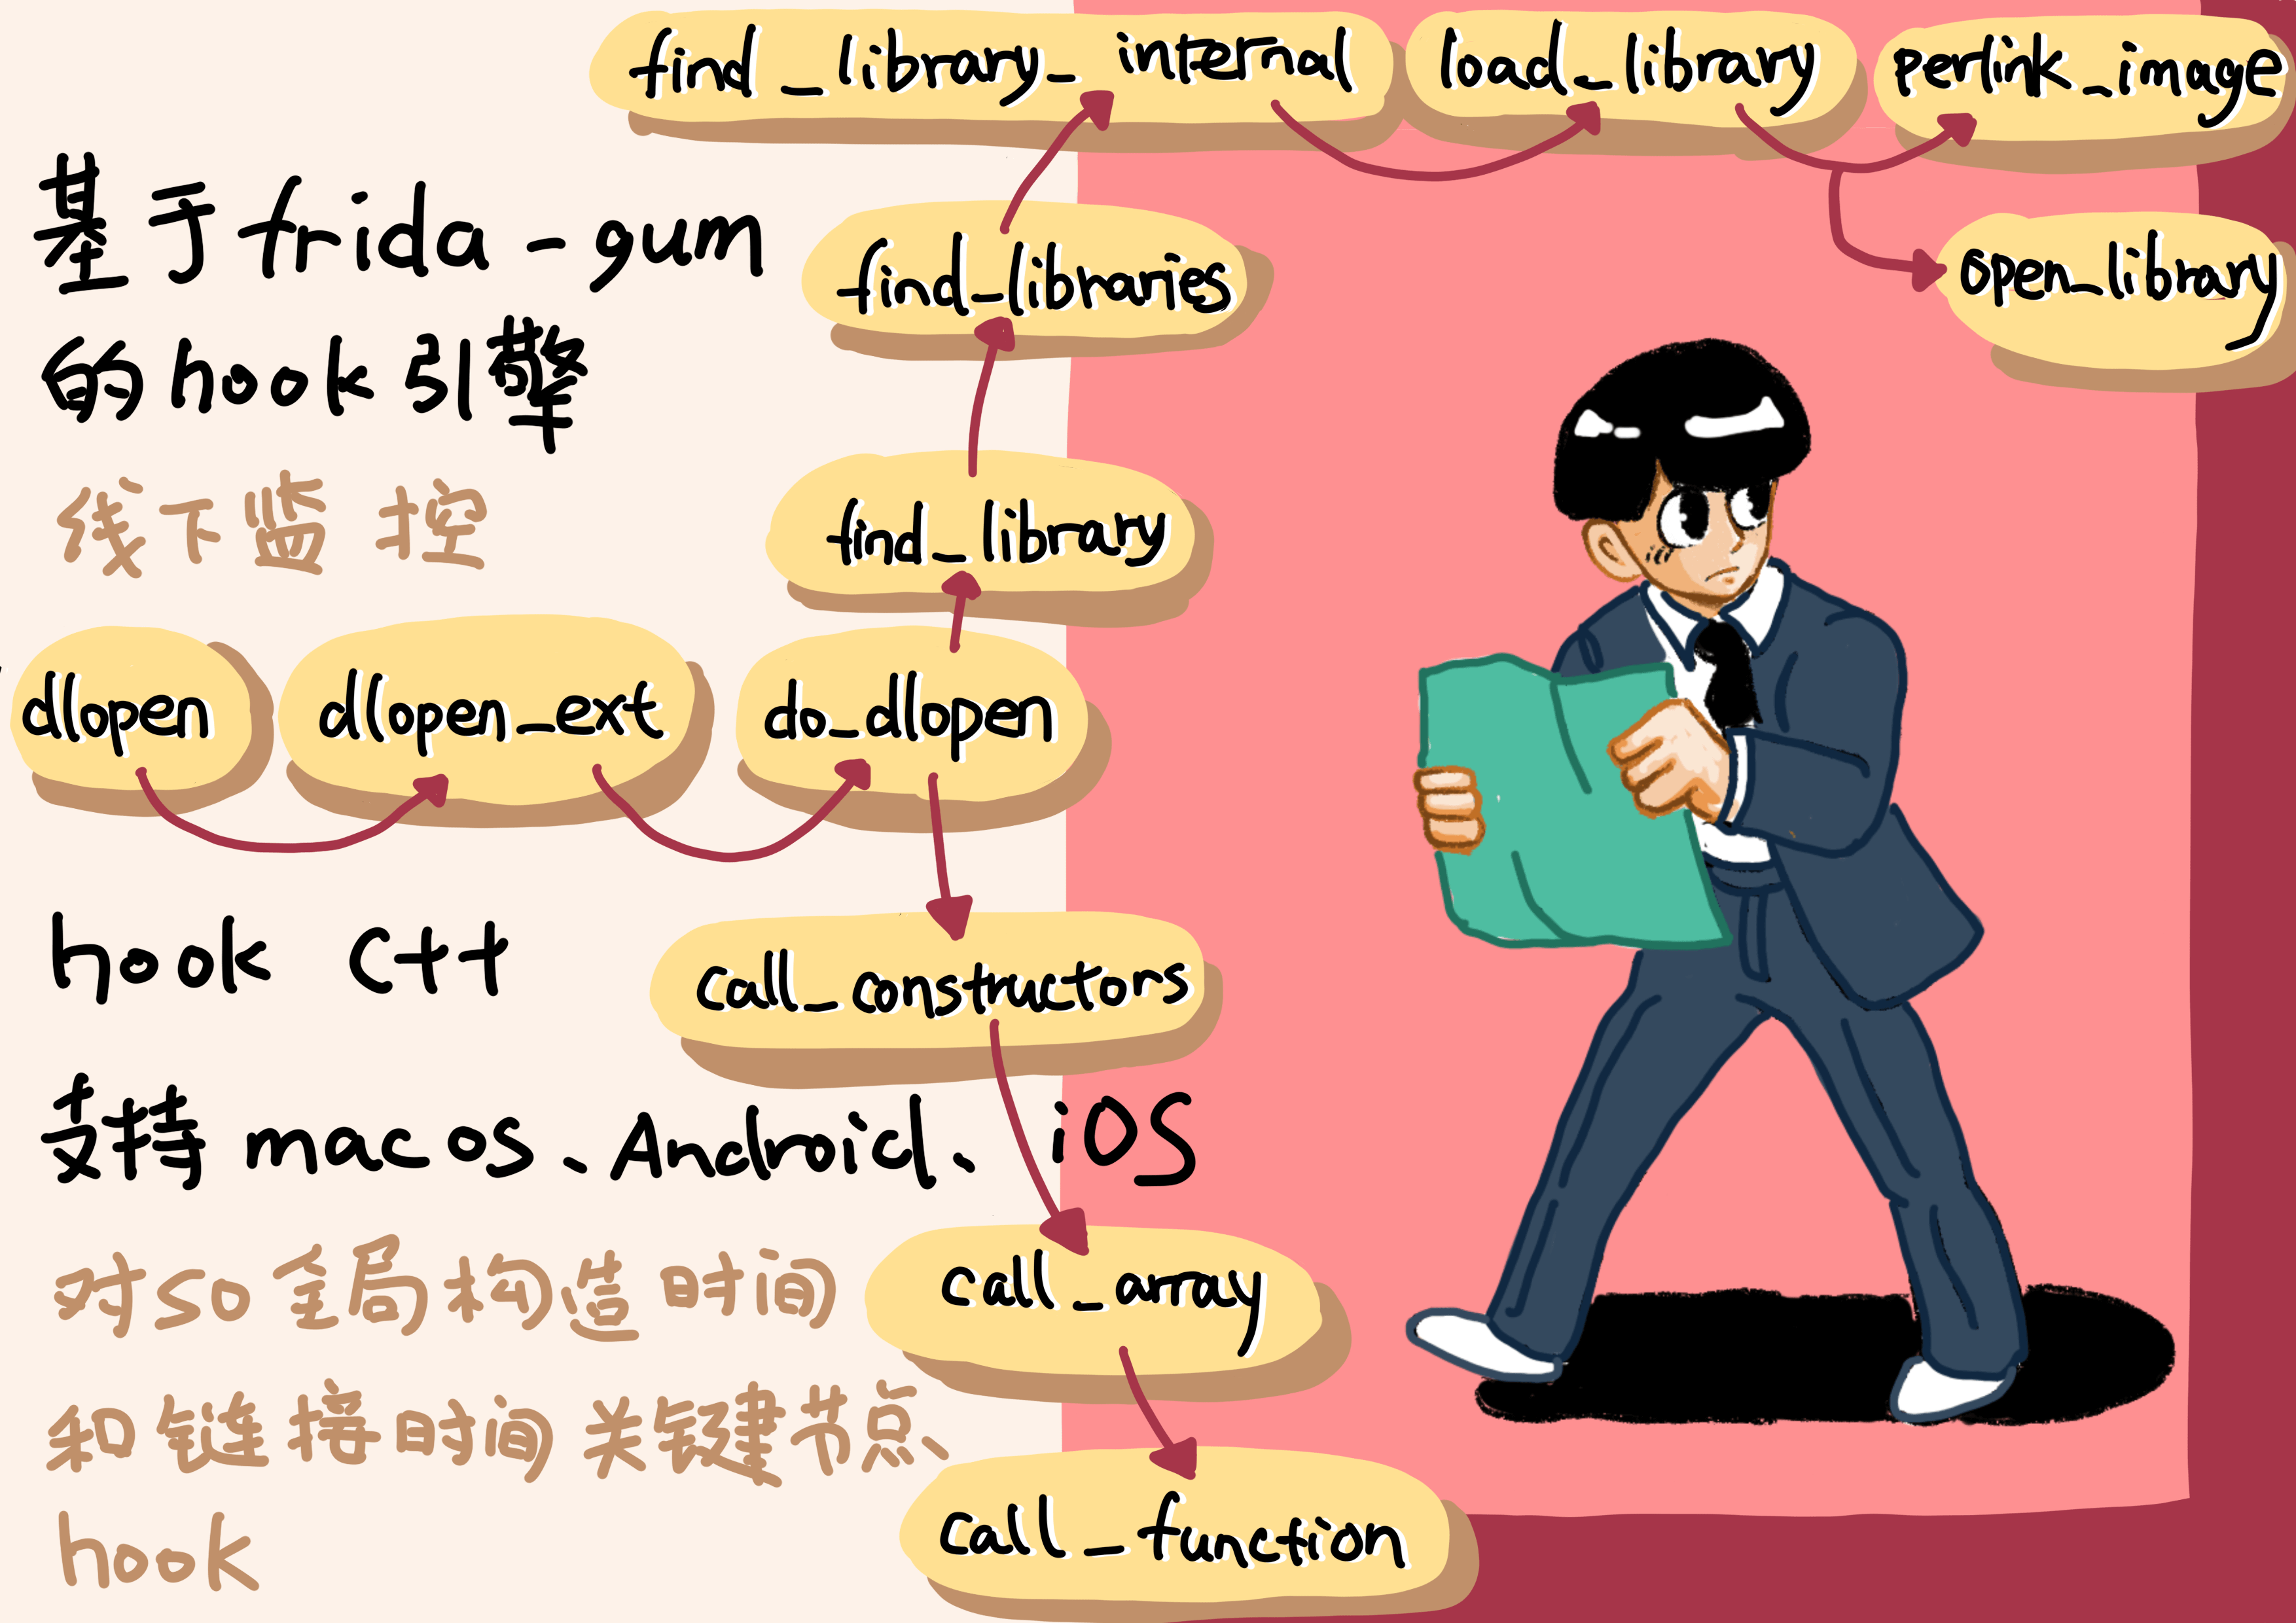 find_library_internal
load_library
perlink_image
基于frida-gum
find_libraries
open_library
的hook引擎
线下监控
find_library
dlopen
dlopen_ext
do_dlopen
hook C++
call_constructors
支持macos、Android、iOS
对so全局构造时间
call_array
和链接时间关键节点、
call_function
hook